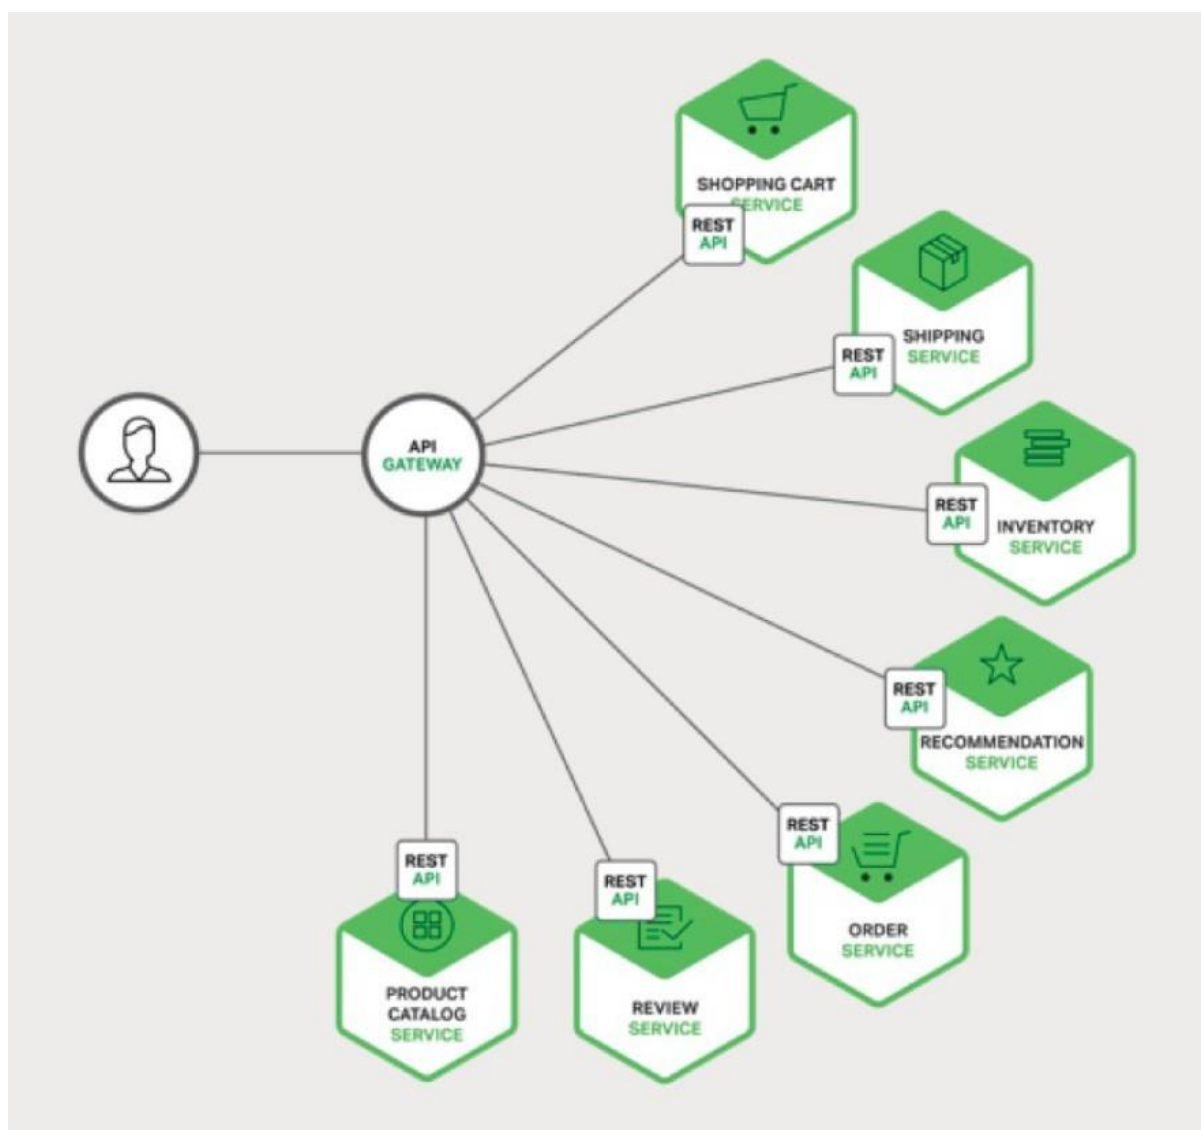 SHOPPING CART
SERVICE
REST
API
SHIPPING
SERVICE
REST
API
API
GATEWAY
INVENTORY
SERVICE
REST
API
RECOMMENDATION
SERVICE
REST
API
ORDER
SERVICE
REST
API
REVIEW
SERVICE
REST
API
PRODUCT
CATALOG
SERVICE
REST
API